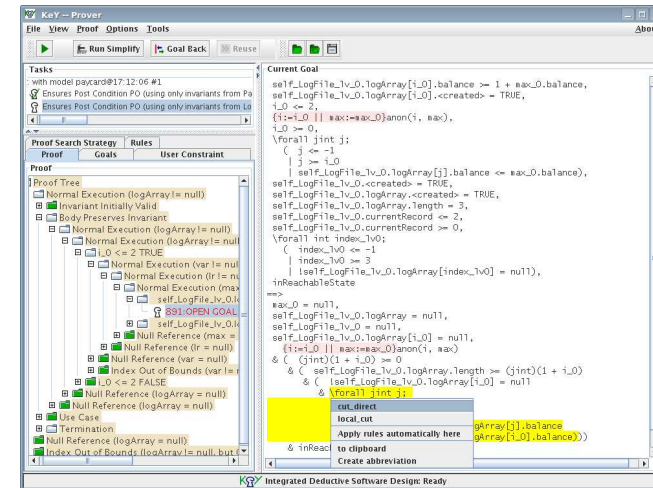 KeY -- Prover
File View Proof Options Tools
About
Run Simplify Goal Back Reuse
Tasks
with model paycard@17:12:06 #1
Ensures Post Condition PO (using only invariants from Pa
Ensures Post Condition PO (using only invariants from Lo
Proof Search Strategy Rules
Proof Goals User Constraint
Proof
Proof Tree
Normal Execution (logArray != null)
Invariant Initially Valid
Body Preserves Invariant
Normal Execution (logArray != null)
Normal Execution (logArray != null
i_0 <= 2 TRUE
Normal Execution (var != null
Normal Execution (lr != nu
Normal Execution (max
self_LogFile_lv_0.lo
891:OPEN GOAL
self_LogFile_lv_0.lo
Null Reference (max =
Null Reference (lr = null)
Null Reference (var = null)
Index Out of Bounds (var != r
i_0 <= 2 FALSE
Null Reference (logArray = null)
Null Reference (logArray = null)
Use Case
Termination
Null Reference (logArray = null)
Index Out of Bounds (logArray != null, but
Current Goal
self_LogFile_lv_0.logArray[i_0].balance >= 1 + max_0.balance,
self_LogFile_lv_0.logArray[i_0].<created> = TRUE,
i_0 <= 2,
{i:=i_0 || max:=max_0}anon(i, max),
i_0 >= 0,
\forall jint j;
( j <= -1
| j >= i_0
| self_LogFile_lv_0.logArray[j].balance <= max_0.balance),
self_LogFile_lv_0.<created> = TRUE,
self_LogFile_lv_0.logArray.<created> = TRUE,
self_LogFile_lv_0.logArray.length = 3,
self_LogFile_lv_0.currentRecord <= 2,
self_LogFile_lv_0.currentRecord >= 0,
\forall int index_lv0;
( index_lv0 <= -1
| index_lv0 >= 3
| !self_LogFile_lv_0.logArray[index_lv0] = null),
inReachableState
==>
max_0 = null,
self_LogFile_lv_0.logArray = null,
self_LogFile_lv_0 = null,
self_LogFile_lv_0.logArray[i_0] = null,
{i:=i_0 || max:=max_0}anon(i, max)
& ( (jint)(1 + i_0) >= 0
& ( self_LogFile_lv_0.logArray.length >= (jint)(1 + i_0)
& ( !self_LogFile_lv_0.logArray[i_0] = null
& \forall jint j;
cut_direct
local_cut
gArray[j].balance
Apply rules automatically here
gArray[i_0].balance)))
to clipboard
& inReac
Create abbreviation
KeY Integrated Deductive Software Design: Ready